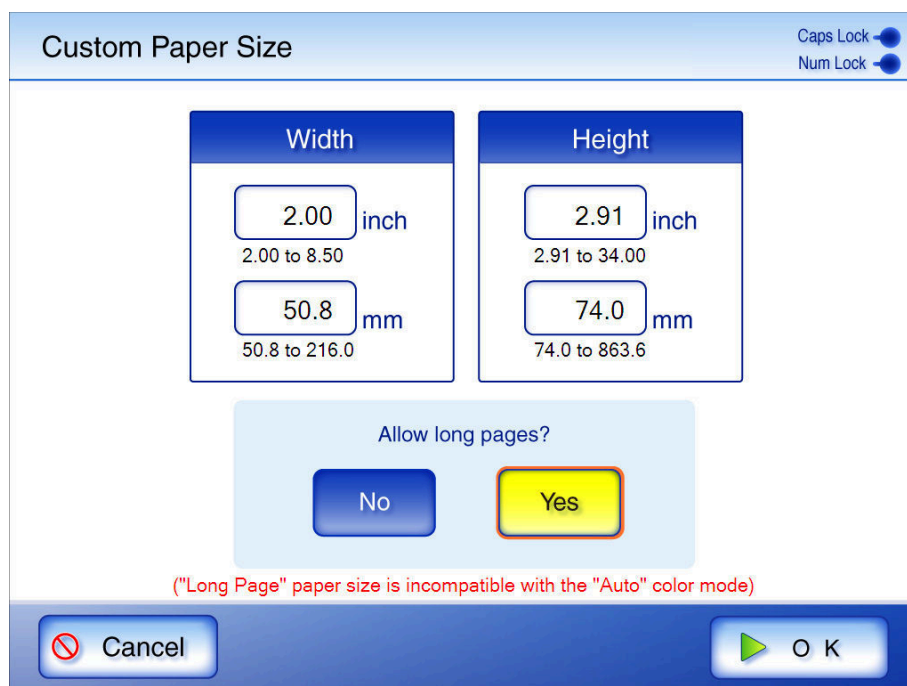 Custom Paper Size
Caps Lock
Num Lock
Width
Height
2.00 inch
2.91 inch
2.00 to 8.50
2.91 to 34.00
50.8 mm
74.0 mm
50.8 to 216.0
74.0 to 863.6
Allow long pages?
No
Yes
("Long Page" paper size is incompatible with the "Auto" color mode)
Cancel
O K